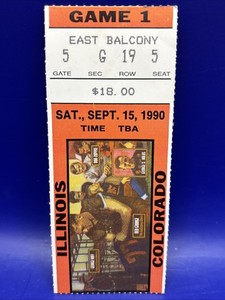 GAME 1
EAST BALCONY
5 G 19 5
GATE SEC ROW SEAT
$18.00
SAT., SEPT. 15, 1990
TIME TBA
ILLINOIS
COLORADO